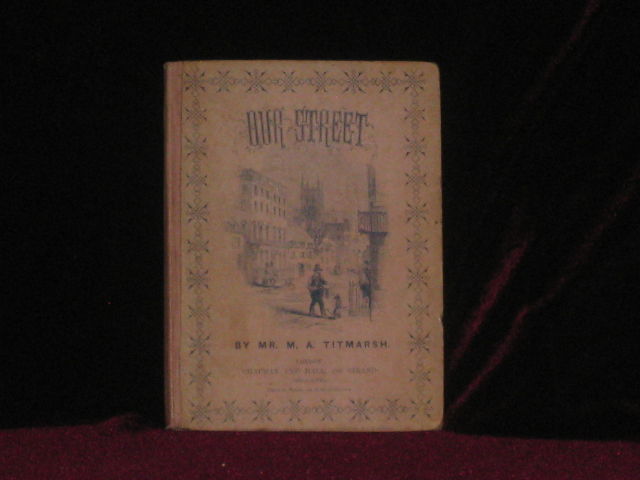 OUR STREET
BY MR. M. A. TITMARSH.
LONDON:
CHAPMAN AND HALL, 186 STRAND.